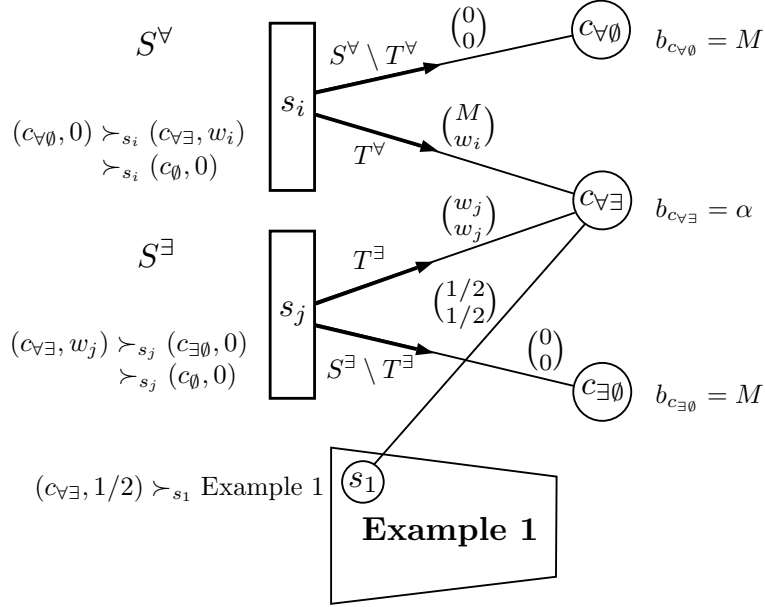 S^∀
(c_{∀∅}, 0) ≻_{s_i} (c_{∀∃}, w_i)
≻_{s_i} (c_∅, 0)
s_i
S^∀ \ T^∀
(0 0)
c_{∀∅}
b_{c_{∀∅}} = M
T^∀
(M w_i)
c_{∀∃}
b_{c_{∀∃}} = α
S^∃
(c_{∀∃}, w_j) ≻_{s_j} (c_{∃∅}, 0)
≻_{s_j} (c_∅, 0)
s_j
T^∃
(w_j w_j)
(1/2 1/2)
S^∃ \ T^∃
(0 0)
c_{∃∅}
b_{c_{∃∅}} = M
(c_{∀∃}, 1/2) ≻_{s_1} Example 1
s_1
Example 1